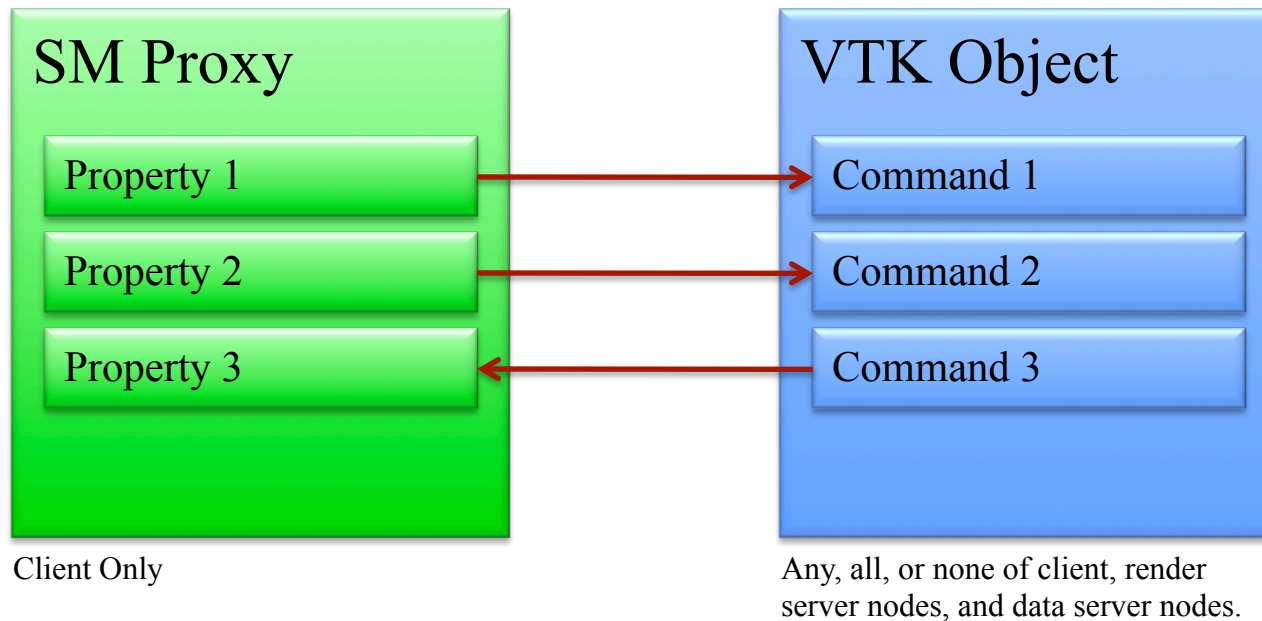 SM Proxy
Property 1
Property 2
Property 3
Client Only
VTK Object
Command 1
Command 2
Command 3
Any, all, or none of client, render
server nodes, and data server nodes.